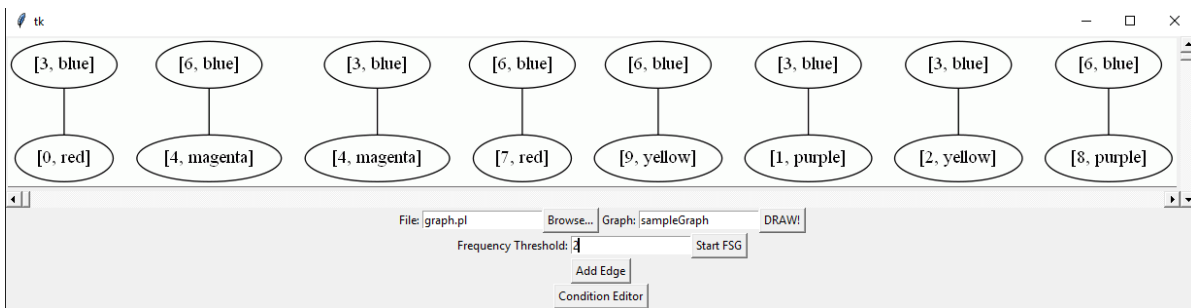 tk
[3, blue] [6, blue] [3, blue] [6, blue] [6, blue] [3, blue] [3, blue] [6, blue]
[0, red] [4, magenta] [4, magenta] [7, red] [9, yellow] [1, purple] [2, yellow] [8, purple]
File: graph.pl Browse... Graph: sampleGraph DRAW!
Frequency Threshold: 2 Start FSG
Add Edge
Condition Editor